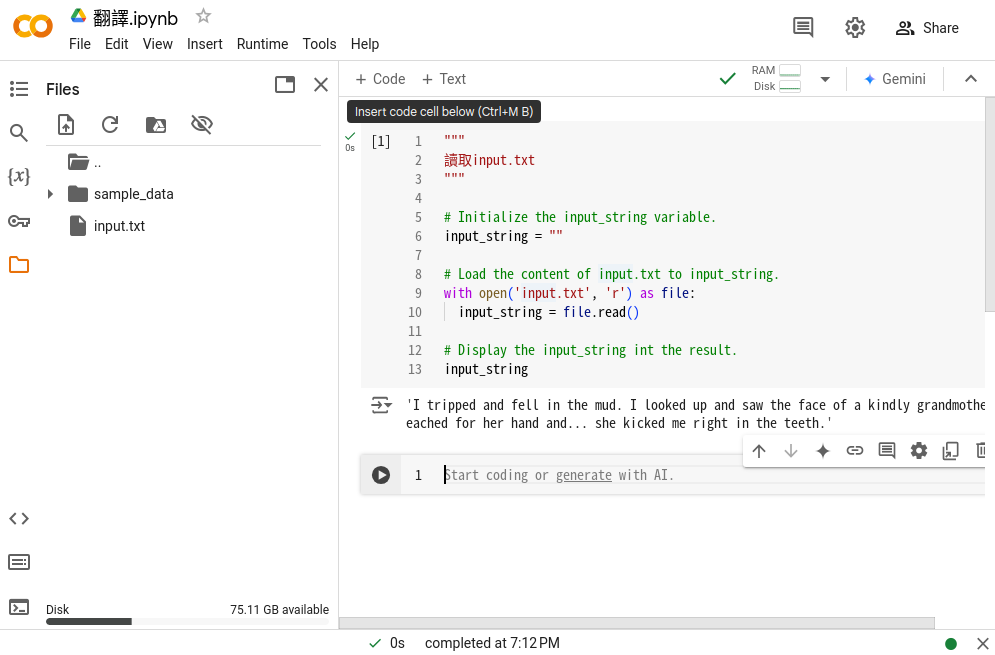 翻譯.ipynb
File Edit View Insert Runtime Tools Help
Share
Files
+ Code + Text
RAM
Disk
Gemini
Insert code cell below (Ctrl+M B)
..
sample_data
input.txt
{x}
0s
[1]
1 """
2 讀取input.txt
3 """
4
5 # Initialize the input_string variable.
6 input_string = ""
7
8 # Load the content of input.txt to input_string.
9 with open('input.txt', 'r') as file:
10 input_string = file.read()
11
12 # Display the input_string int the result.
13 input_string
'I tripped and fell in the mud. I looked up and saw the face of a kindly grandmothe
eached for her hand and... she kicked me right in the teeth.'
1 Start coding or generate with AI.
Disk 75.11 GB available
0s completed at 7:12 PM